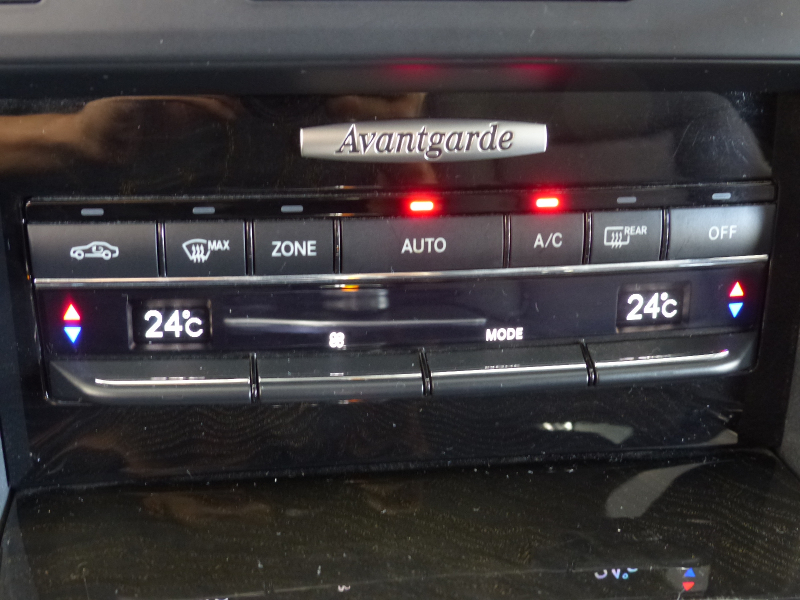 Avantgarde
MAX ZONE AUTO A/C REAR OFF
24°C 24°C
MODE